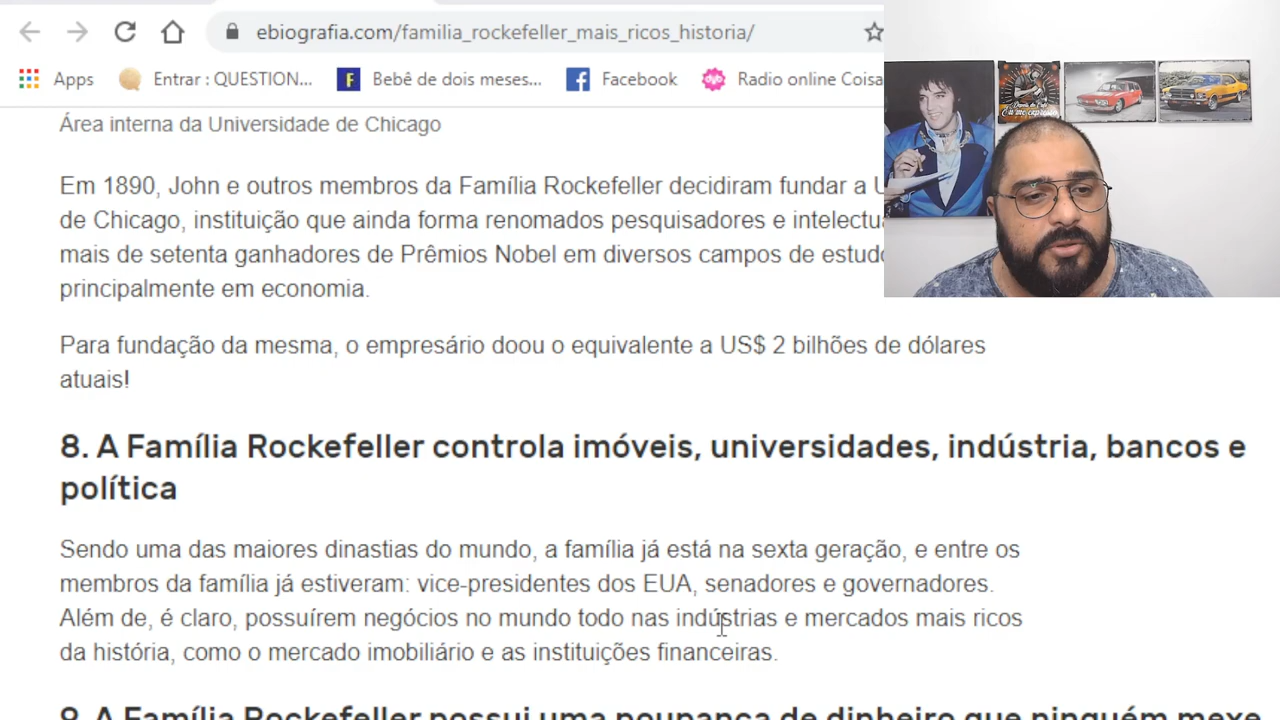 ebiografia.com/familia_rockefeller_mais_ricos_historia/
Apps Entrar : QUESTION... Bebê de dois meses... Facebook Radio online Coisa
Área interna da Universidade de Chicago
Em 1890, John e outros membros da Família Rockefeller decidiram fundar a
de Chicago, instituição que ainda forma renomados pesquisadores e
mais de setenta ganhadores de Prêmios Nobel em diversos campos de
principalmente em economia.
Para fundação da mesma, o empresário doou o equivalente a US$ 2 bilhões de dólares
atuais!
8. A Família Rockefeller controla imóveis, universidades, indústria, bancos e
política
Sendo uma das maiores dinastias do mundo, a família já está na sexta geração, e entre os
membros da família já estiveram: vice-presidentes dos EUA, senadores e governadores.
Além de, é claro, possuírem negócios no mundo todo nas indústrias e mercados mais ricos
da história, como o mercado imobiliário e as instituições financeiras.
9. A Família Rockefeller possui uma poupança de dinheiro que ninguém mexe